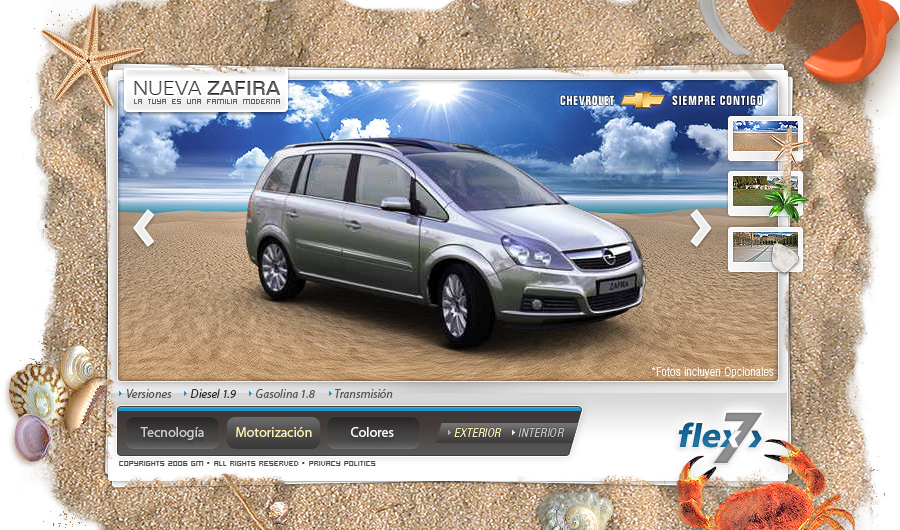 NUEVA ZAFIRA
LA TUYA ES UNA FAMILIA MODERNA
CHEVROLET SIEMPRE CONTIGO
ZAFIRA
*Fotos incluyen Opcionales
Versiones Diesel 1.9 Gasolina 1.8 Transmisión
Tecnología Motorización Colores EXTERIOR INTERIOR
flex7
COPYRIGHTS 2006 GM • ALL RIGHTS RESERVED • PRIVACY POLITICS